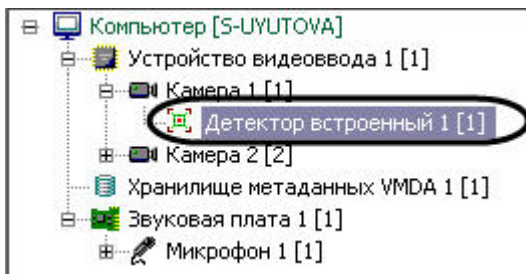 Компьютер [S-UYUTOVA]
Устройство видеоввода 1 [1]
Камера 1 [1]
Детектор встроенный 1 [1]
Камера 2 [2]
Хранилище метаданных VMDA 1 [1]
Звуковая плата 1 [1]
Микрофон 1 [1]